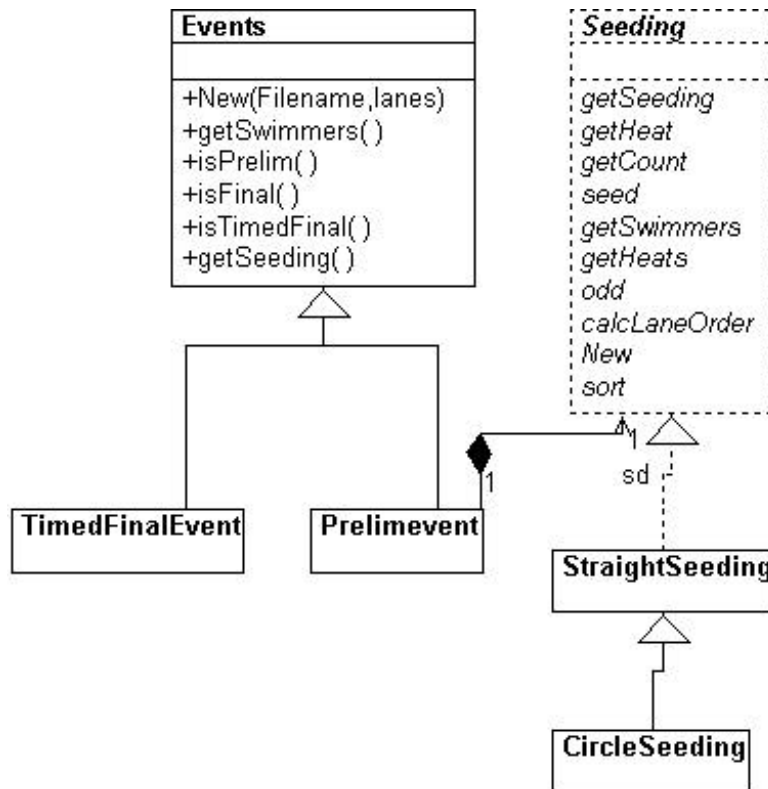 Events
+New(Filename,lanes)
+getSwimmers( )
+isPrelim( )
+isFinal( )
+isTimedFinal( )
+getSeeding( )
Seeding
getSeeding
getHeat
getCount
seed
getSwimmers
getHeats
odd
calcLaneOrder
New
sort
1
sd
1
TimedFinalEvent
Prelimevent
StraightSeeding
CircleSeeding